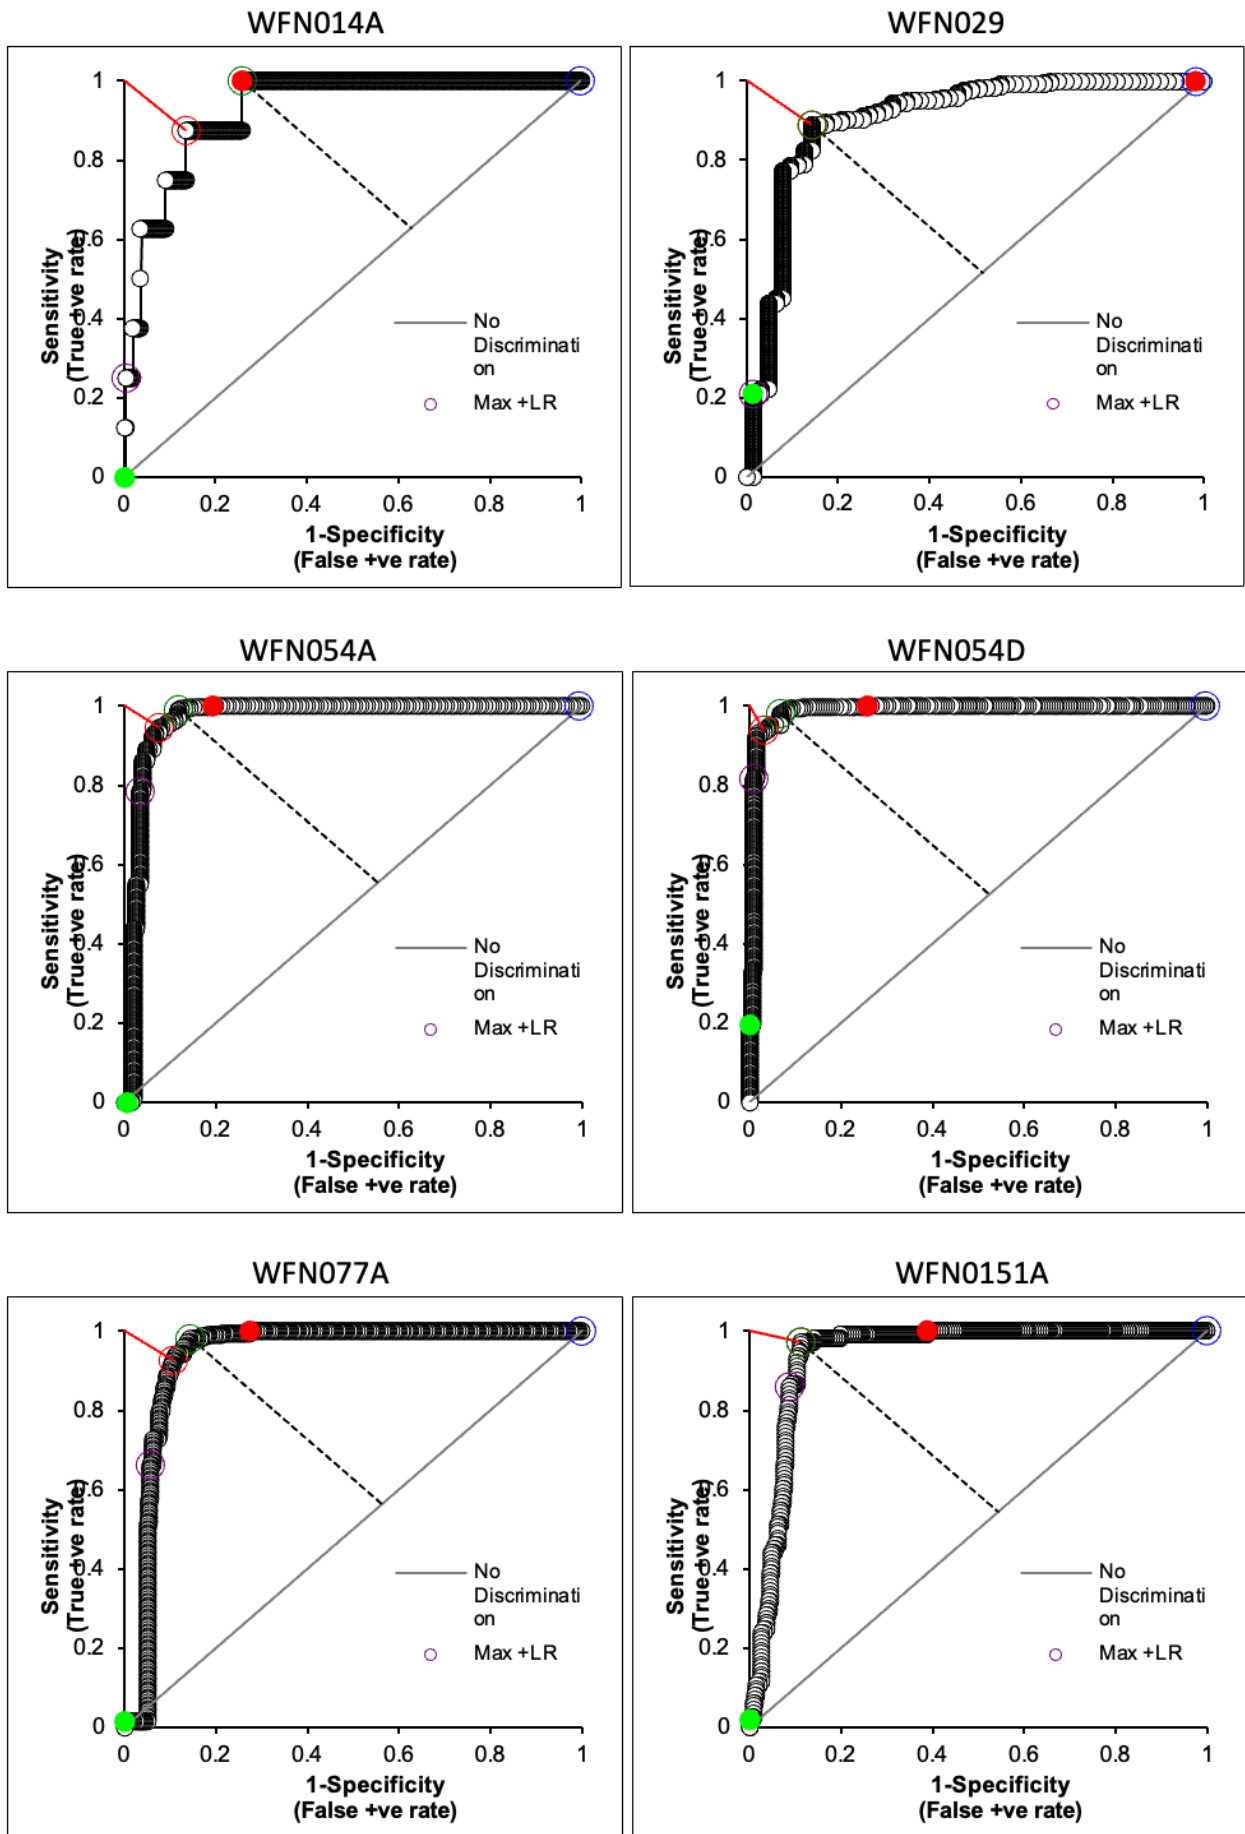 WFN014A
WFN029
1
0.8
0.6
0.4
0.2
0
Sensitivity
(True+ve rate)
No
Discriminati
on
Max +LR
0 0.2 0.4 0.6 0.8 1
1-Specificity
(False +ve rate)
1
0.8
0.6
0.4
0.2
0
Sensitivity
(True+ve rate)
No
Discriminati
on
Max +LR
0 0.2 0.4 0.6 0.8 1
1-Specificity
(False +ve rate)
WFN054A
WFN054D
1
0.8
0.6
0.4
0.2
0
Sensitivity
(True+ve rate)
No
Discriminati
on
Max +LR
0 0.2 0.4 0.6 0.8 1
1-Specificity
(False +ve rate)
1
0.8
0.6
0.4
0.2
0
Sensitivity
(True+ve rate)
No
Discriminati
on
Max +LR
0 0.2 0.4 0.6 0.8 1
1-Specificity
(False +ve rate)
WFN077A
WFN0151A
1
0.8
0.6
0.4
0.2
0
Sensitivity
(True+ve rate)
No
Discriminati
on
Max +LR
0 0.2 0.4 0.6 0.8 1
1-Specificity
(False +ve rate)
1
0.8
0.6
0.4
0.2
0
Sensitivity
(True+ve rate)
No
Discriminati
on
Max +LR
0 0.2 0.4 0.6 0.8 1
1-Specificity
(False +ve rate)